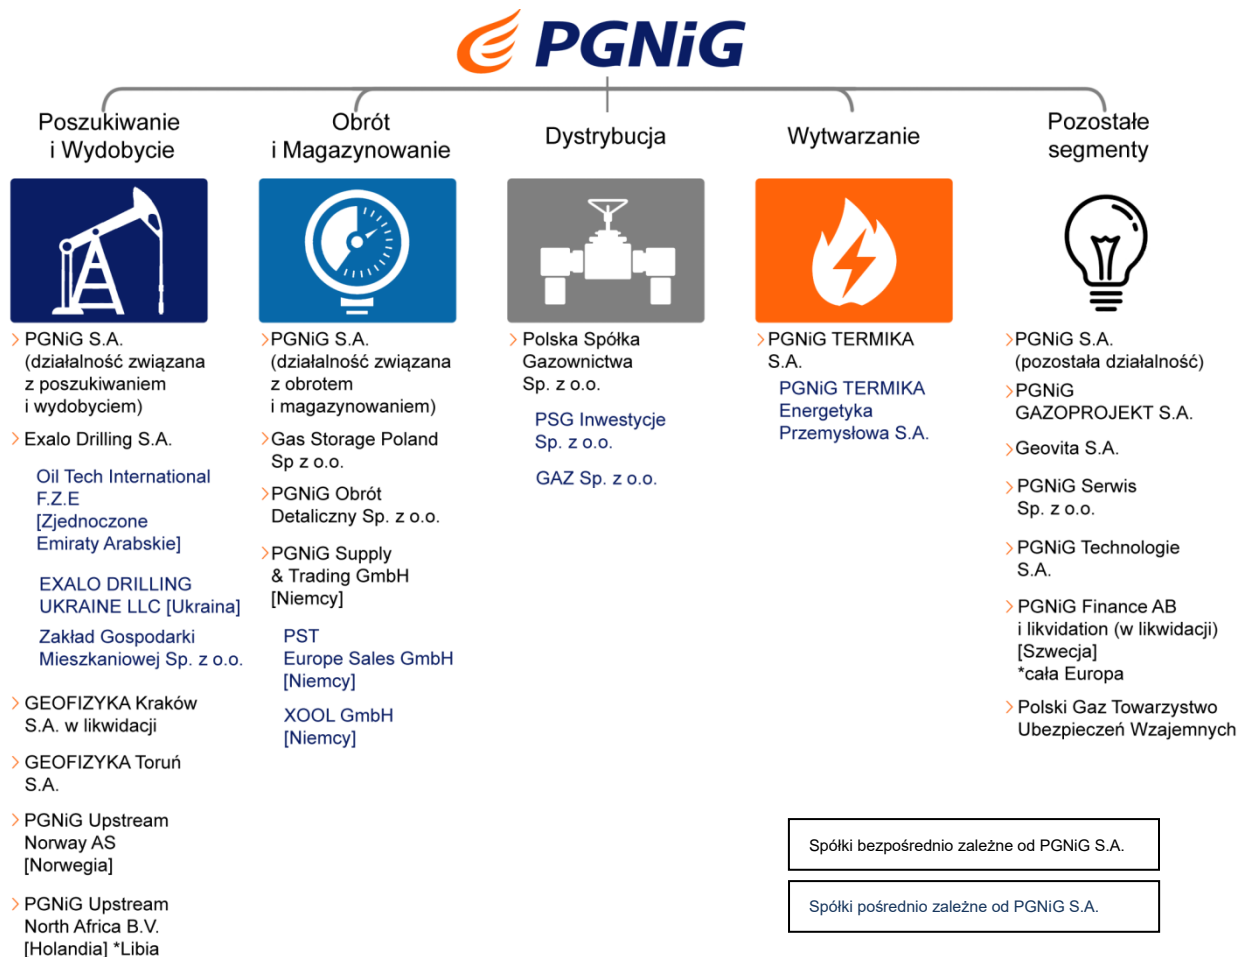 PGNiG
Poszukiwanie
i Wydobycie
Obrót
i Magazynowanie
Dystrybucja
Wytwarzanie
Pozostałe
segmenty
PGNiG S.A.
(działalność związana
z poszukiwaniem
i wydobyciem)
Exalo Drilling S.A.
Oil Tech International
F.Z.E
[Zjednoczone
Emiraty Arabskie]
EXALO DRILLING
UKRAINE LLC [Ukraina]
Zakład Gospodarki
Mieszkaniowej Sp. z o.o.
GEOFIZYKA Kraków
S.A. w likwidacji
GEOFIZYKA Toruń
S.A.
PGNiG Upstream
Norway AS
[Norwegia]
PGNiG Upstream
North Africa B.V.
[Holandia] *Libia
PGNiG S.A.
(działalność związana
z obrotem
i magazynowaniem)
Gas Storage Poland
Sp z o.o.
PGNiG Obrót
Detaliczny Sp. z o.o.
PGNiG Supply
& Trading GmbH
[Niemcy]
PST
Europe Sales GmbH
[Niemcy]
XOOL GmbH
[Niemcy]
Polska Spółka
Gazownictwa
Sp. z o.o.
PSG Inwestycje
Sp. z o.o.
GAZ Sp. z o.o.
PGNiG TERMIKA
S.A.
PGNiG TERMIKA
Energetyka
Przemysłowa S.A.
PGNiG S.A.
(pozostała działalność)
PGNiG
GAZOPROJEKT S.A.
Geovita S.A.
PGNiG Serwis
Sp. z o.o.
PGNiG Technologie
S.A.
PGNiG Finance AB
i likvidation (w likwidacji)
[Szwecja]
*cała Europa
Polski Gaz Towarzystwo
Ubezpieczeń Wzajemnych
Spółki bezpośrednio zależne od PGNiG S.A.
Spółki pośrednio zależne od PGNiG S.A.